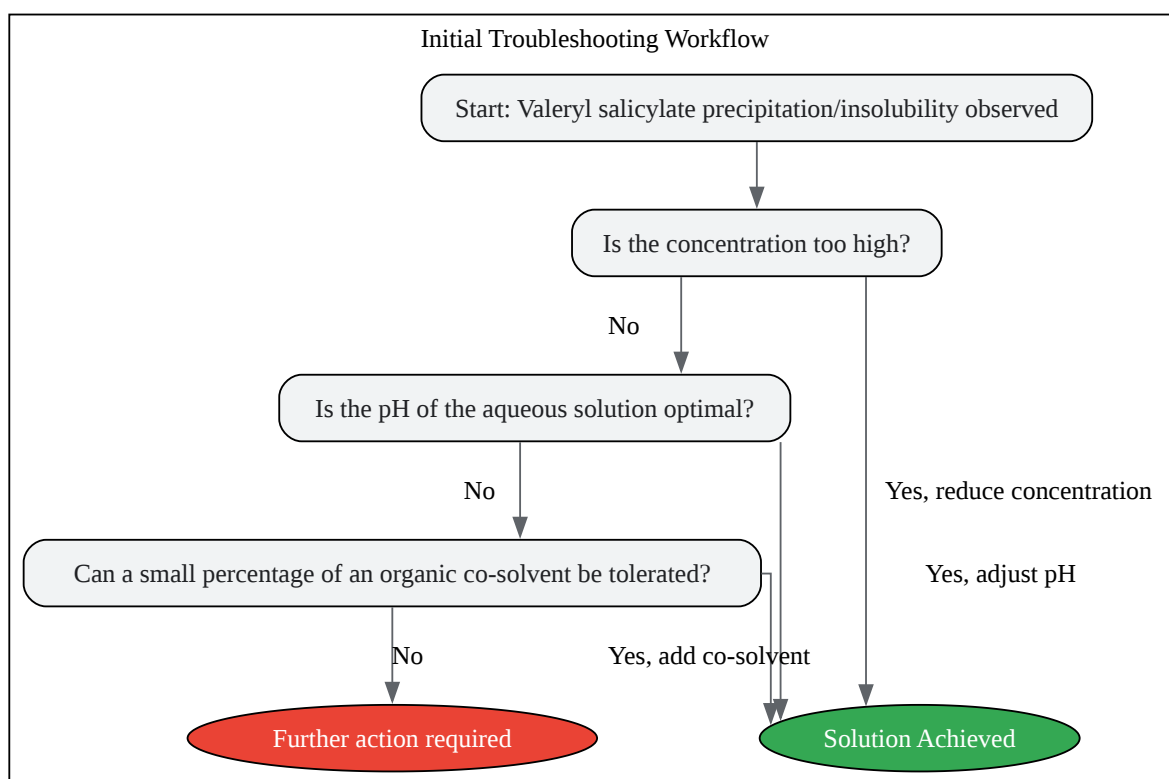 Initial Troubleshooting Workflow
Start: Valeryl salicylate precipitation/insolubility observed
Is the concentration too high?
No
Is the pH of the aqueous solution optimal?
No
Yes, reduce concentration
Can a small percentage of an organic co-solvent be tolerated?
Yes, adjust pH
No
Yes, add co-solvent
Further action required
Solution Achieved